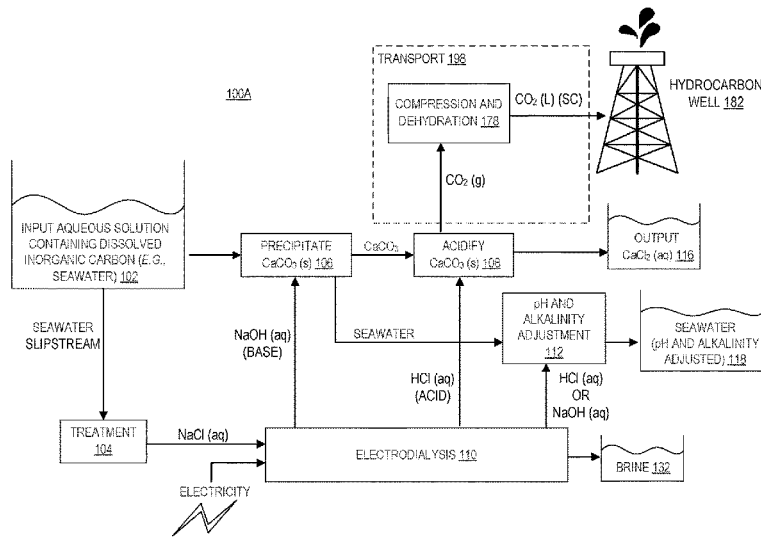 100A
TRANSPORT 198
COMPRESSION AND
DEHYDRATION 178
CO₂ (L) (SC)
HYDROCARBON
WELL 182
CO₂ (g)
INPUT AQUEOUS SOLUTION
CONTAINING DISSOLVED
INORGANIC CARBON (E.G.,
SEAWATER) 102
PRECIPITATE
CaCO₃ (s) 106
CaCO₃
ACIDIFY
CaCO₃ (s) 108
OUTPUT
CaCl₂ (aq) 116
SEAWATER
SLIPSTREAM
NaOH (aq)
(BASE)
SEAWATER
pH AND
ALKALINITY
ADJUSTMENT
112
SEAWATER
(pH AND ALKALINITY
ADJUSTED) 118
HCl (aq)
(ACID)
HCl (aq)
OR
NaOH (aq)
TREATMENT
104
NaCl (aq)
ELECTRODIALYSIS 110
BRINE 132
ELECTRICITY